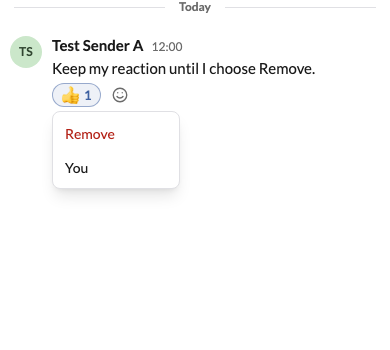 Today
TS
Test Sender A 12:00
Keep my reaction until I choose Remove.
👍 1
Remove
You